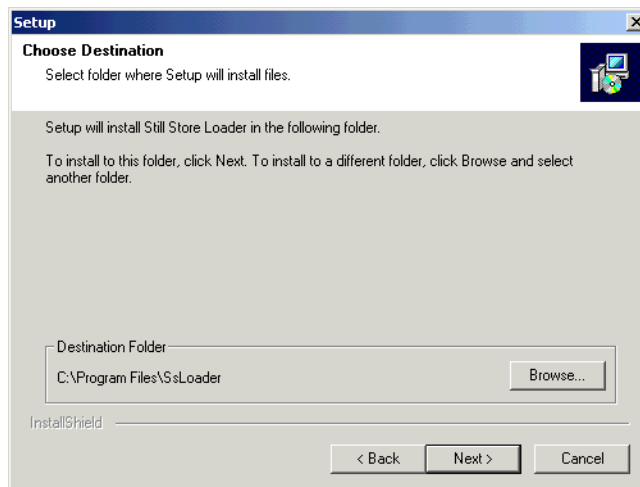 Setup
Choose Destination
Select folder where Setup will install files.
Setup will install Still Store Loader in the following folder.
To install to this folder, click Next. To install to a different folder, click Browse and select
another folder.
Destination Folder
C:\Program Files\SsLoader
Browse...
InstallShield
< Back
Next >
Cancel